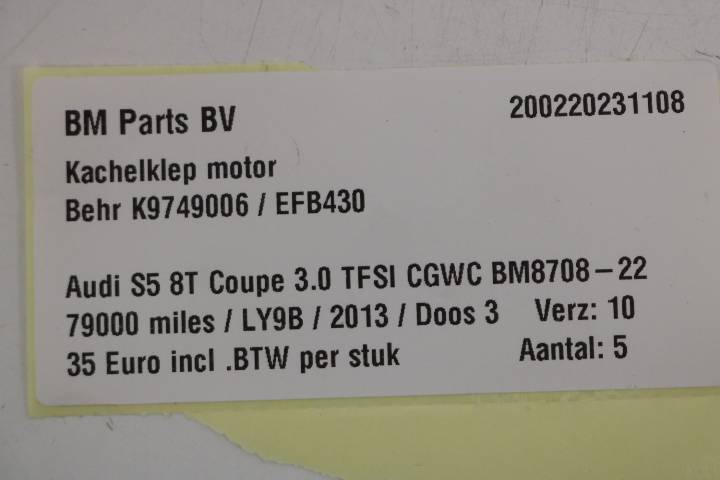 BM Parts BV 200220231108
Kachelklep motor
Behr K9749006 / EFB430
Audi S5 8T Coupe 3.0 TFSI CGWC BM8708-22
79000 miles / LY9B / 2013 / Doos 3 Verz: 10
35 Euro incl .BTW per stuk Aantal: 5